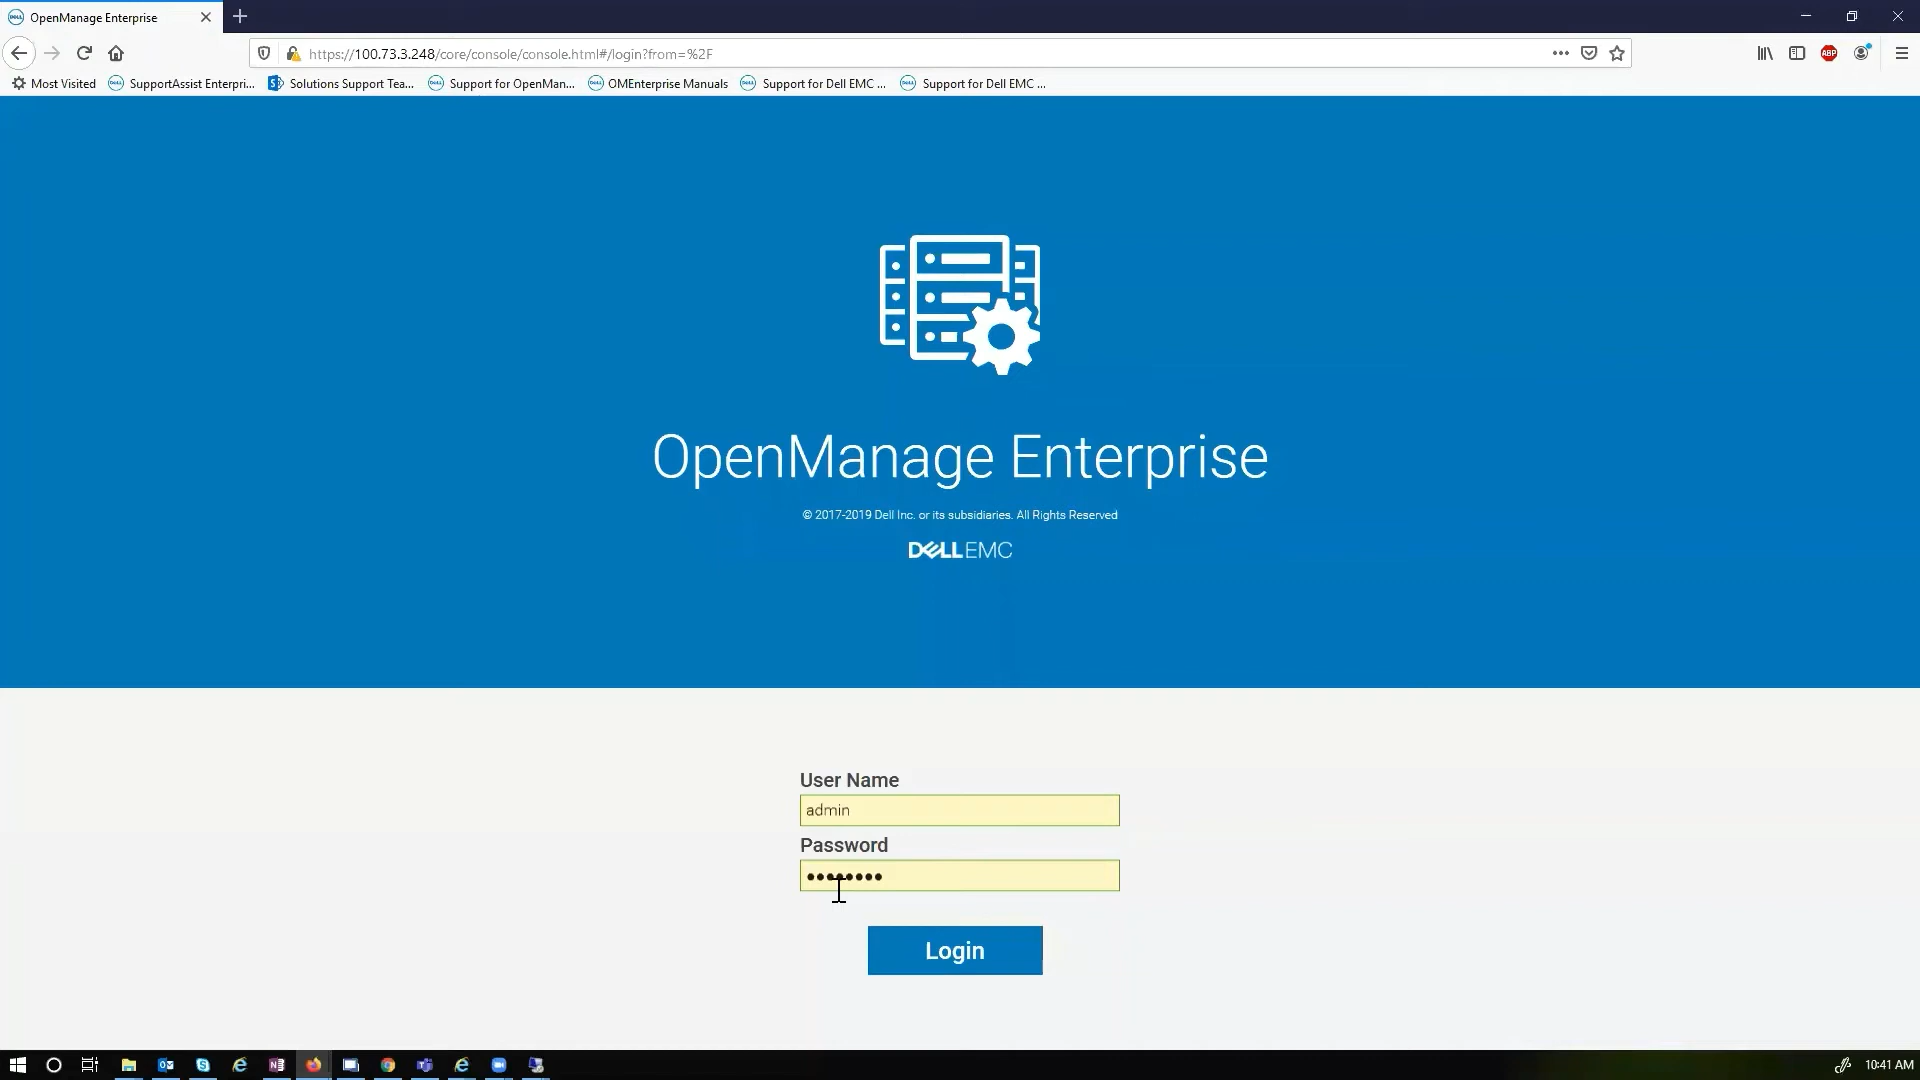 OpenManage Enterprise
https://100.73.3.248/core/console/console.html#/login?from=%2F
Most Visited SupportAssist Enterpri... Solutions Support Tea... Support for OpenMan... OMEnterprise Manuals Support for Dell EMC ... Support for Dell EMC ...
OpenManage Enterprise
© 2017-2019 Dell Inc. or its subsidiaries. All Rights Reserved
DELLEMC
User Name
admin
Password
••••••••
Login
10:41 AM